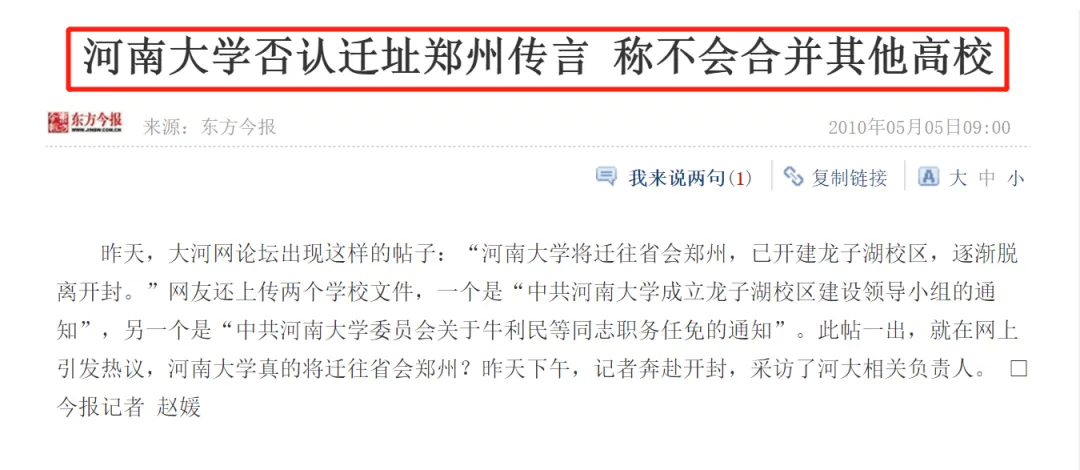 河南大学否认迁址郑州传言 称不会合并其他高校
东方今报
WWW.JINBW.COM.CN
来源：东方今报
2010年05月05日09:00
我来说两句(1) 复制链接 A 大 中 小
昨天，大河网论坛出现这样的帖子：“河南大学将迁往省会郑州，已开建龙子湖校区，逐渐脱
离开封。”网友还上传两个学校文件，一个是“中共河南大学成立龙子湖校区建设领导小组的通
知”，另一个是“中共河南大学委员会关于牛利民等同志职务任免的通知”。此帖一出，就在网上
引发热议，河南大学真的将迁往省会郑州？昨天下午，记者奔赴开封，采访了河大相关负责人。 □
今报记者 赵媛